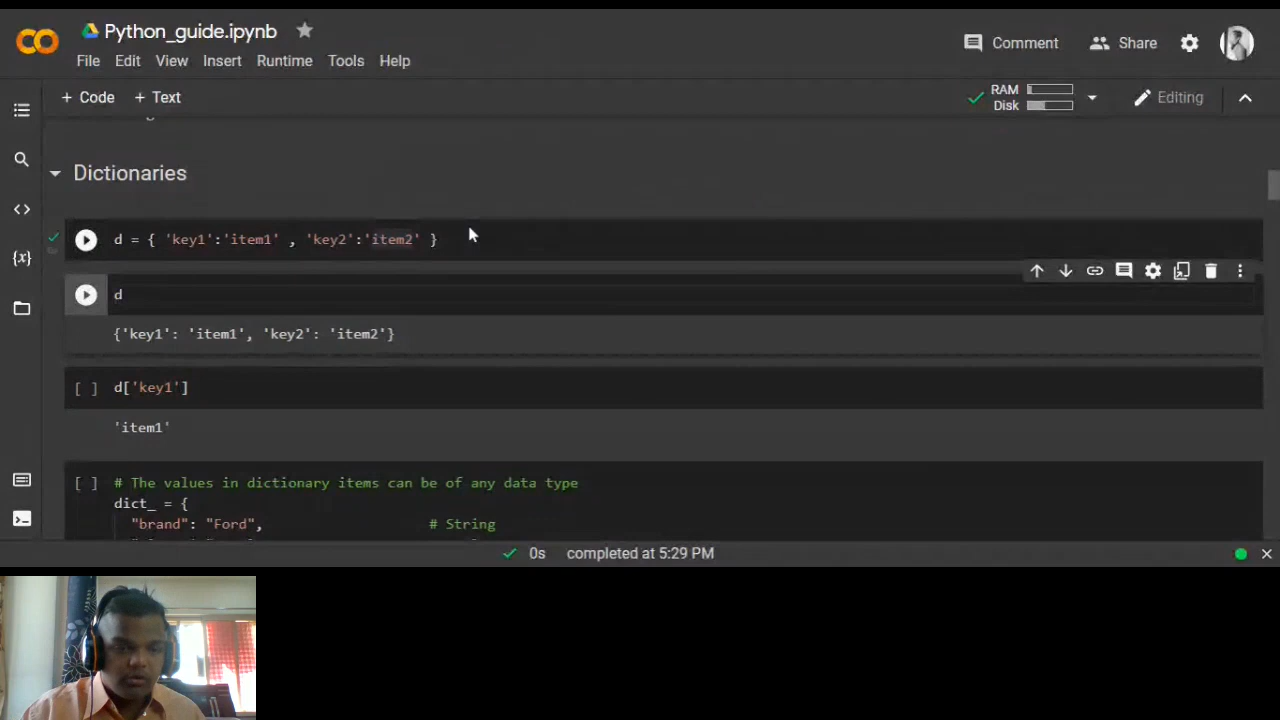 Python_guide.ipynb
File Edit View Insert Runtime Tools Help
Comment Share
+ Code + Text
RAM
Disk
Editing
Dictionaries
d = { 'key1':'item1' , 'key2':'item2' }
d
{'key1': 'item1', 'key2': 'item2'}
[ ] d['key1']
'item1'
[ ] # The values in dictionary items can be of any data type
dict_ = {
"brand": "Ford", # String
0s completed at 5:29 PM